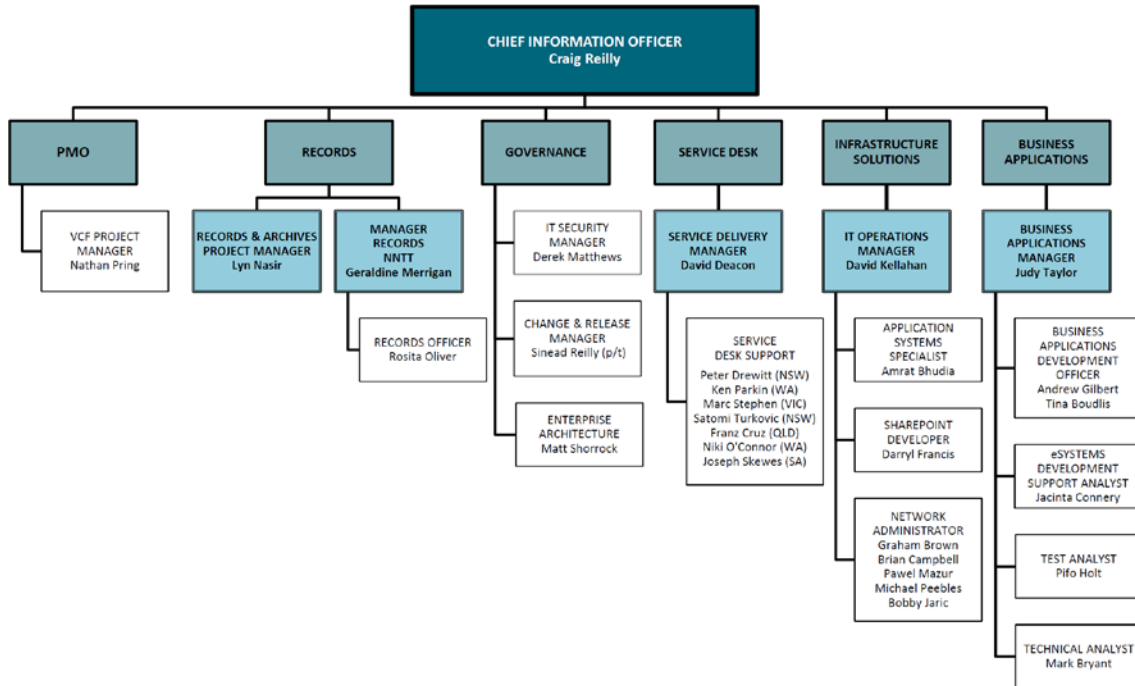 CHIEF INFORMATION OFFICER
Craig Reilly
PMO
RECORDS
GOVERNANCE
SERVICE DESK
INFRASTRUCTURE
SOLUTIONS
BUSINESS
APPLICATIONS
VCF PROJECT
MANAGER
Nathan Pring
RECORDS & ARCHIVES
PROJECT MANAGER
Lyn Nasir
MANAGER
RECORDS
NNTT
Geraldine Merrigan
RECORDS OFFICER
Rosita Oliver
IT SECURITY
MANAGER
Derek Matthews
CHANGE & RELEASE
MANAGER
Sinead Reilly (p/t)
ENTERPRISE
ARCHITECTURE
Matt Shorrock
SERVICE DELIVERY
MANAGER
David Deacon
SERVICE
DESK SUPPORT
Peter Drewitt (NSW)
Ken Parkin (WA)
Marc Stephen (VIC)
Satomi Turkovic (NSW)
Franz Cruz (QLD)
Niki O'Connor (WA)
Joseph Skewes (SA)
IT OPERATIONS
MANAGER
David Kellahan
APPLICATION
SYSTEMS
SPECIALIST
Amrat Bhudia
SHAREPOINT
DEVELOPER
Darryl Francis
NETWORK
ADMINISTRATOR
Graham Brown
Brian Campbell
Pawel Mazur
Michael Peebles
Bobby Jaric
BUSINESS
APPLICATIONS
MANAGER
Judy Taylor
BUSINESS
APPLICATIONS
DEVELOPMENT
OFFICER
Andrew Gilbert
Tina Boudlis
eSYSTEMS
DEVELOPMENT
SUPPORT ANALYST
Jacinta Connery
TEST ANALYST
Pifo Holt
TECHNICAL ANALYST
Mark Bryant